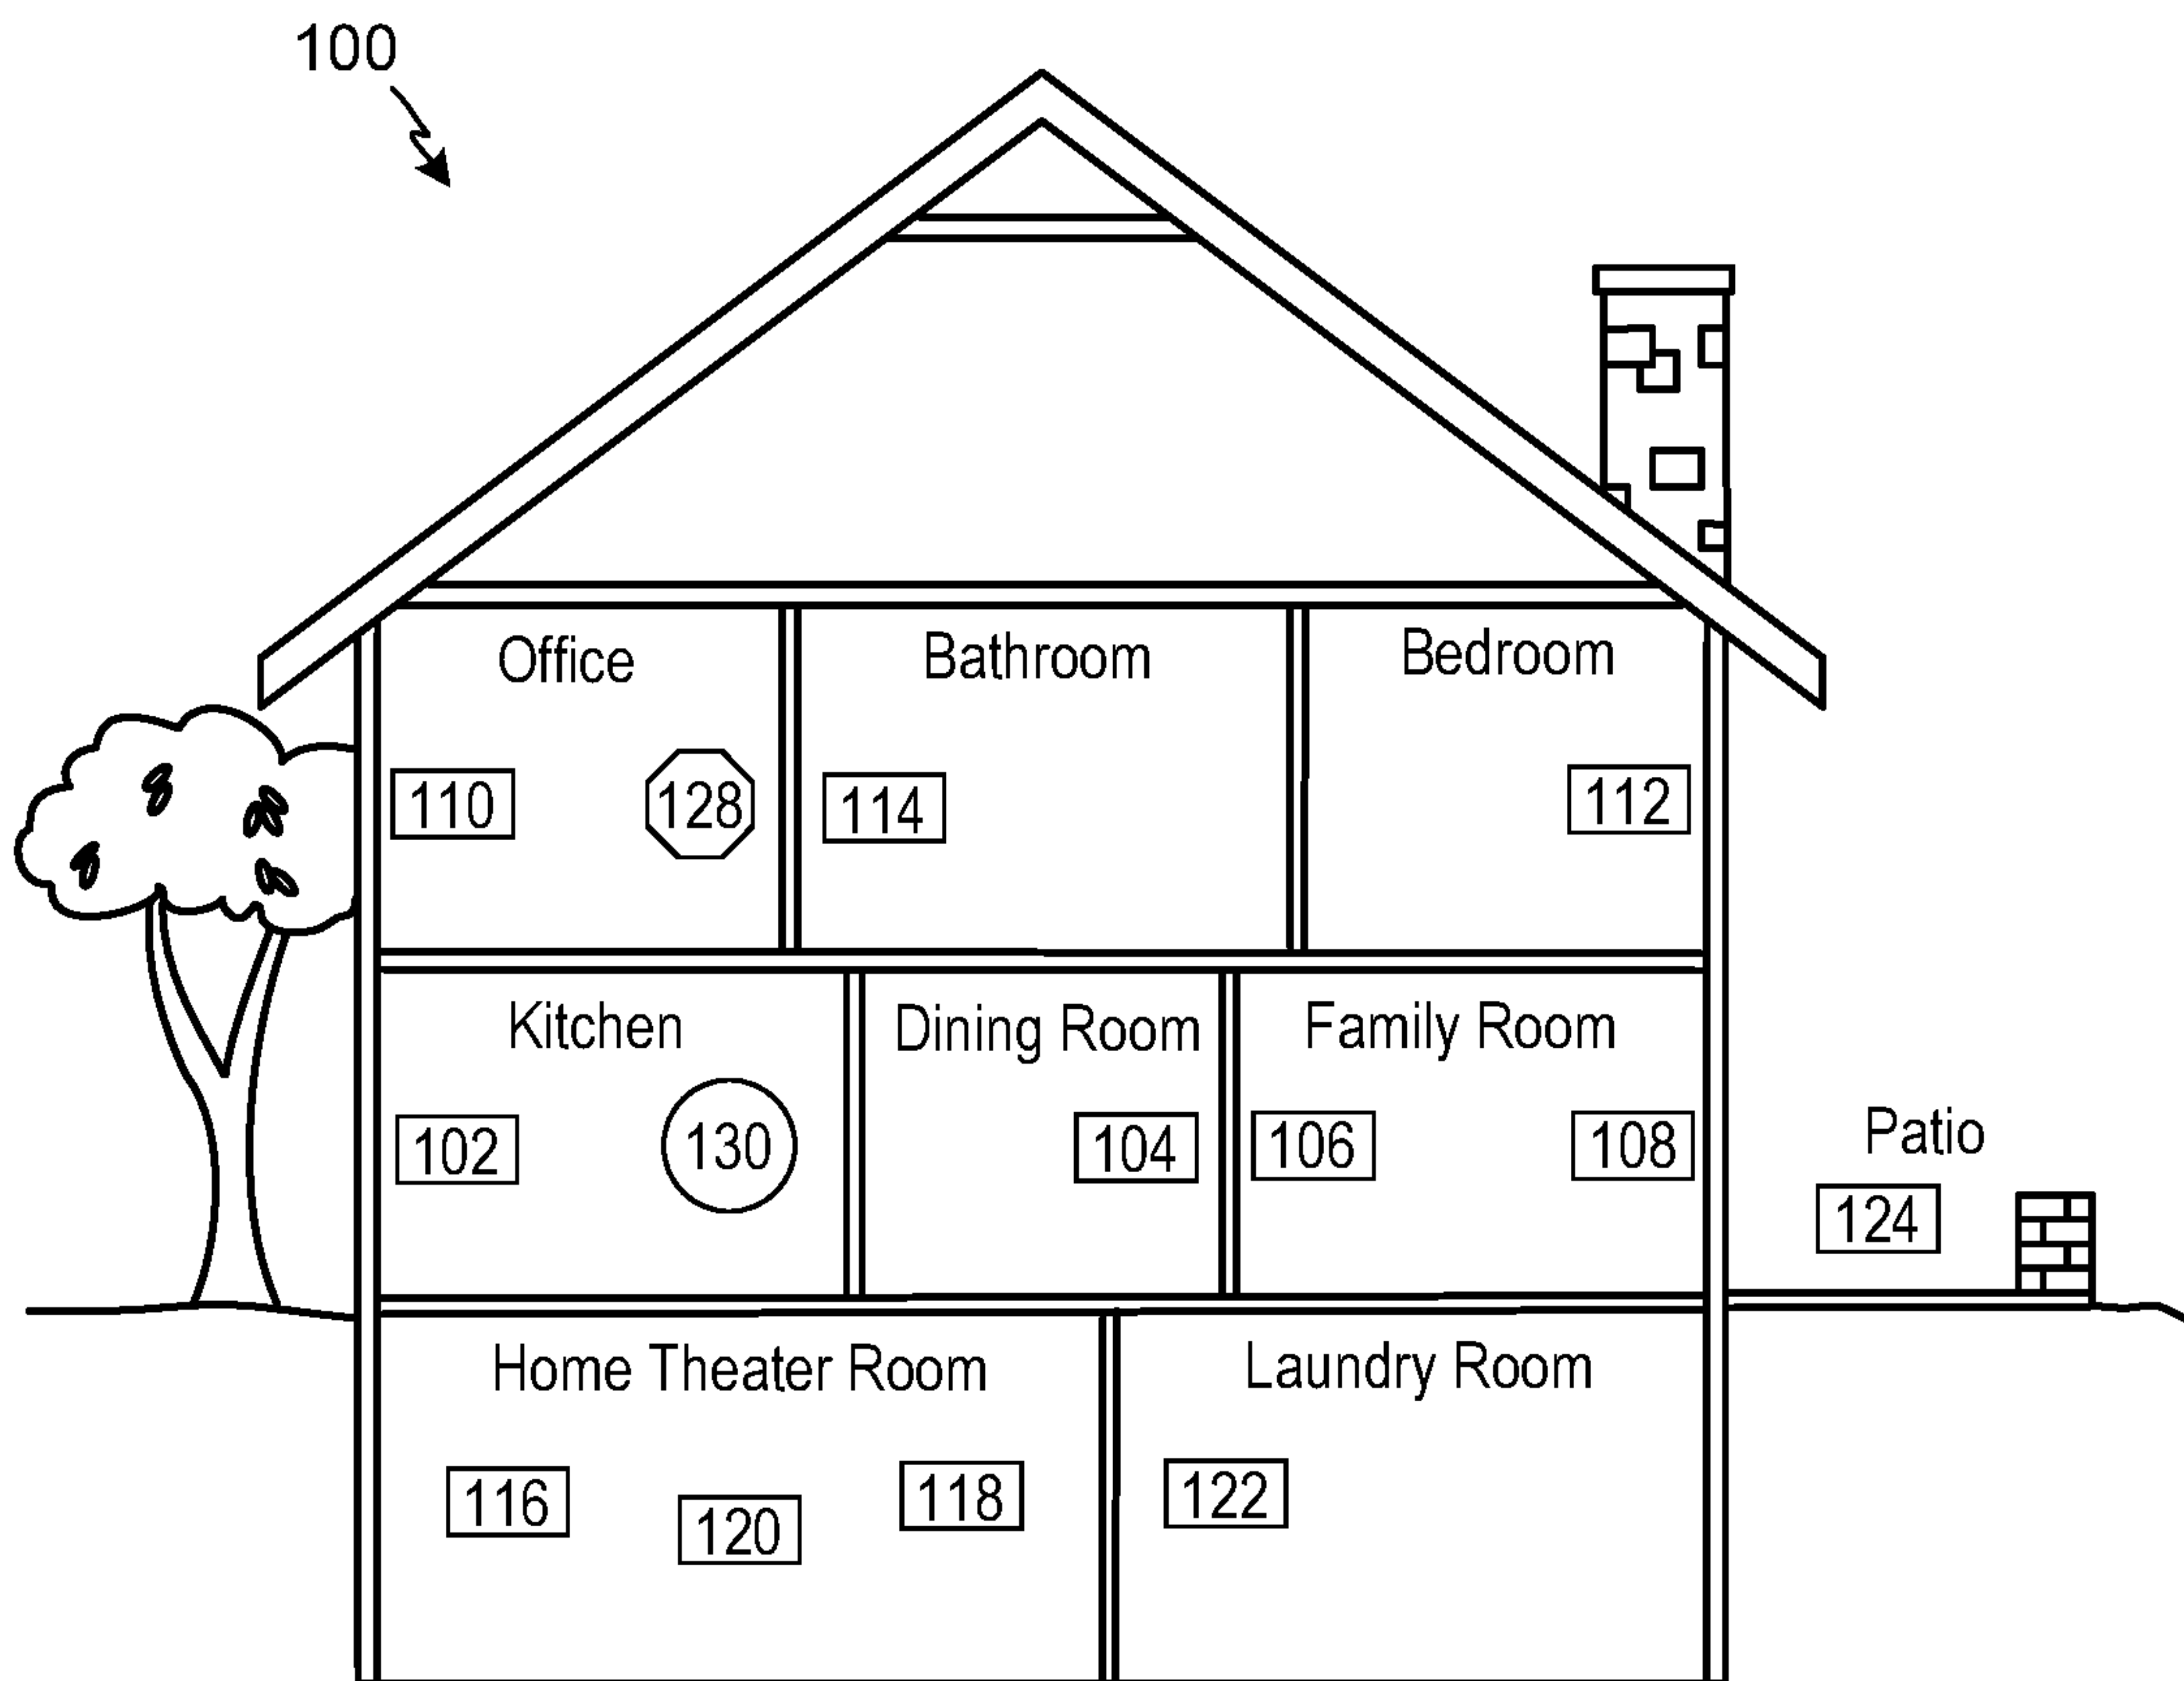 100
Office
Bathroom
Bedroom
110
128
114
112
Kitchen
Dining Room
Family Room
102
130
104
106
108
Patio
124
Home Theater Room
Laundry Room
116
120
118
122